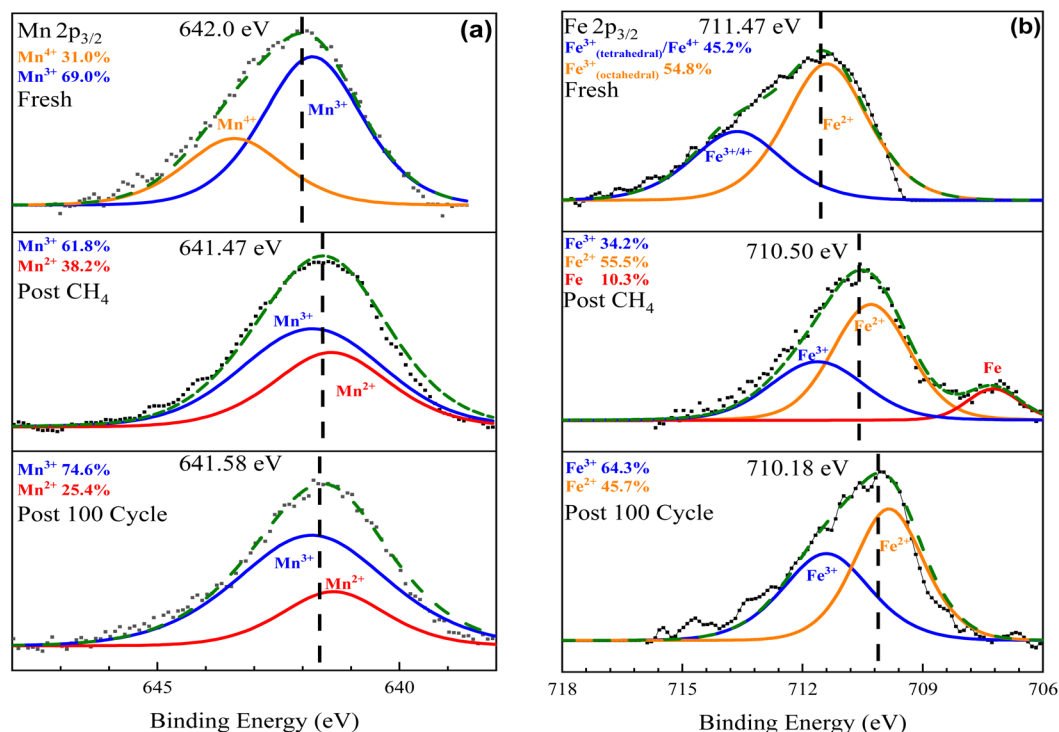 Mn 2p3/2
642.0 eV
(a)
Mn4+ 31.0%
Mn3+ 69.0%
Fresh
Mn4+
Mn3+
Mn3+ 61.8%
Mn2+ 38.2%
Post CH4
641.47 eV
Mn3+
Mn2+
Mn3+ 74.6%
Mn2+ 25.4%
Post 100 Cycle
641.58 eV
Mn3+
Mn2+
645
640
Binding Energy (eV)
Fe 2p3/2
711.47 eV
(b)
Fe3+(tetrahedral)/Fe4+ 45.2%
Fe3+(octahedral) 54.8%
Fresh
Fe2+
Fe3+/4+
Fe3+ 34.2%
Fe2+ 55.5%
Fe 10.3%
Post CH4
710.50 eV
Fe3+
Fe2+
Fe
Fe3+ 64.3%
Fe2+ 45.7%
Post 100 Cycle
710.18 eV
Fe3+
Fe2+
718
715
712
709
706
Binding Energy (eV)